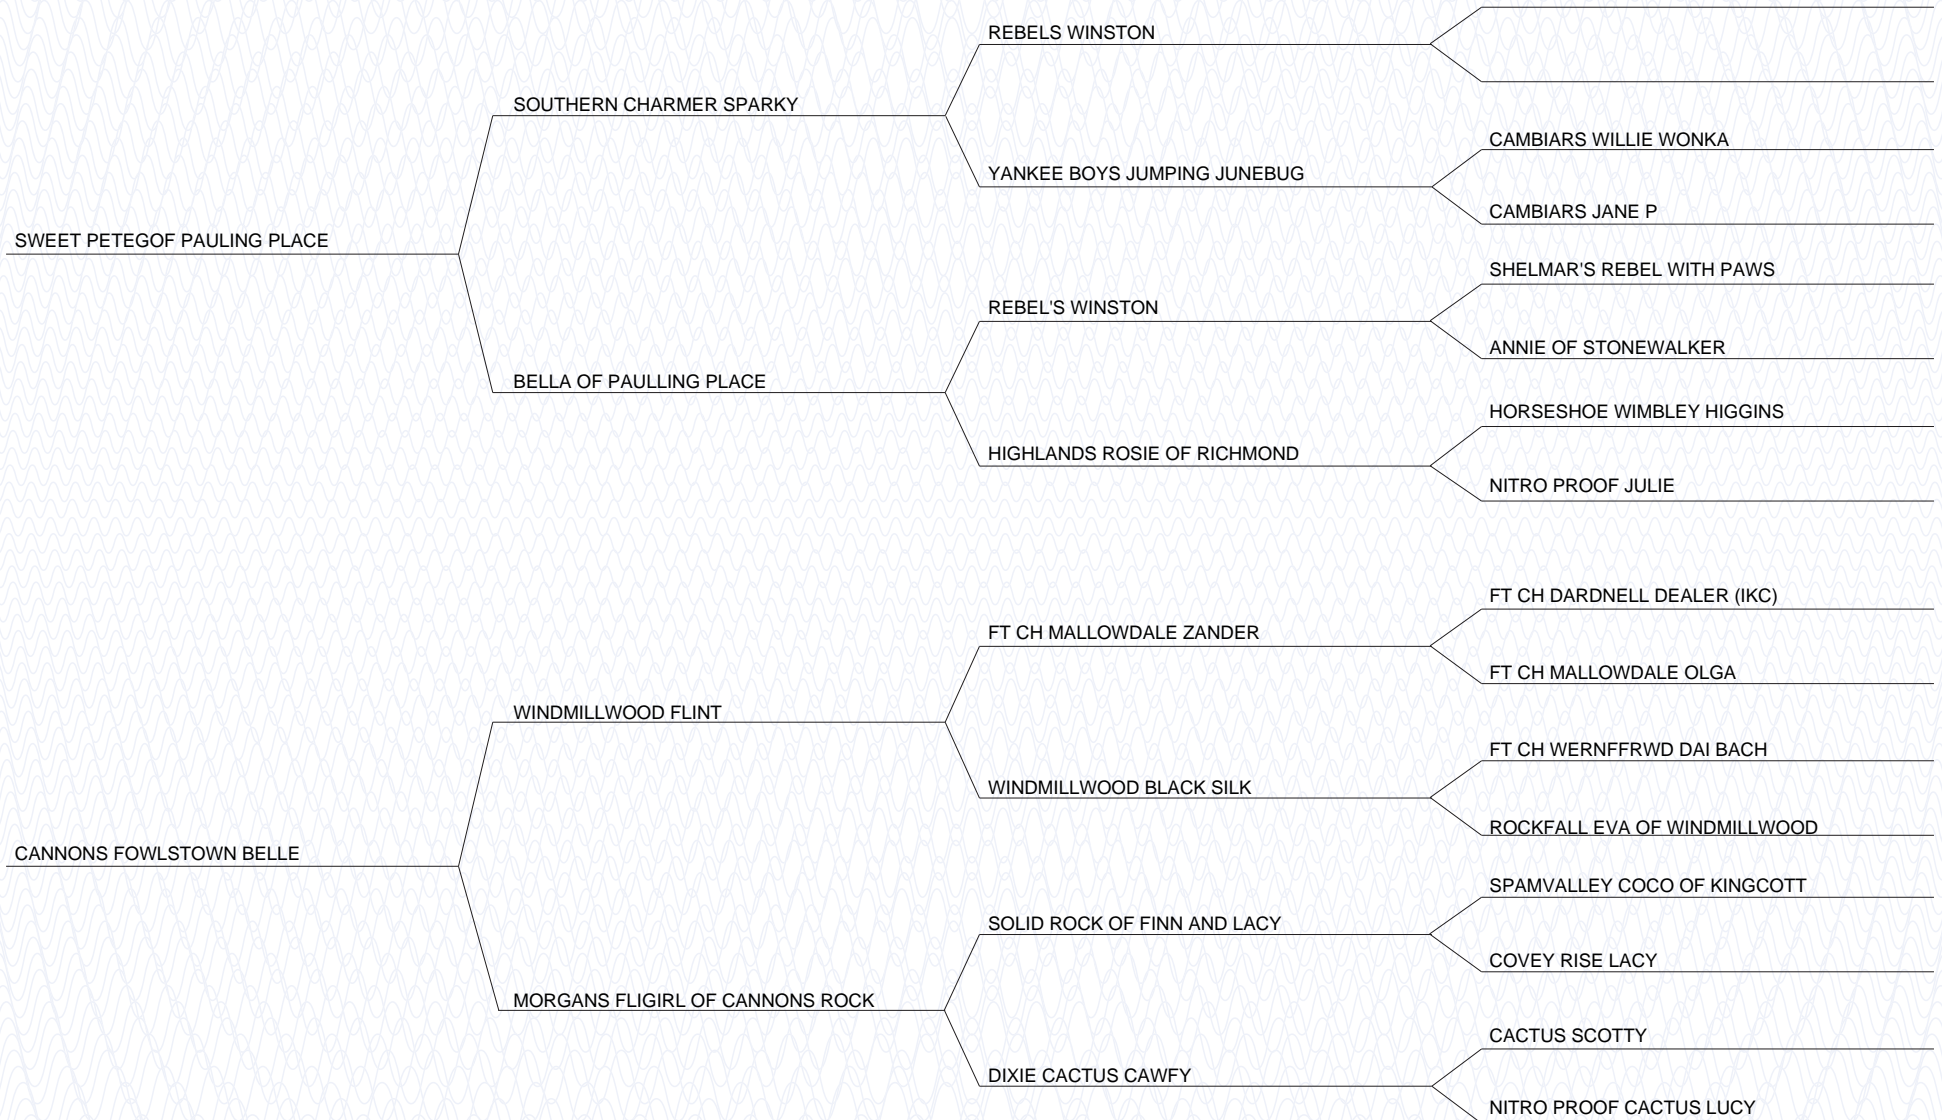 REBELS WINSTON
SOUTHERN CHARMER SPARKY
CAMBIARS WILLIE WONKA
YANKEE BOYS JUMPING JUNEBUG
CAMBIARS JANE P
SWEET PETEGOF PAULING PLACE
SHELMAR'S REBEL WITH PAWS
REBEL'S WINSTON
ANNIE OF STONEWALKER
BELLA OF PAULLING PLACE
HORSESHOE WIMBLEY HIGGINS
HIGHLANDS ROSIE OF RICHMOND
NITRO PROOF JULIE
FT CH DARDNELL DEALER (IKC)
FT CH MALLOWDALE ZANDER
FT CH MALLOWDALE OLGA
WINDMILLWOOD FLINT
FT CH WERNFFRWD DAI BACH
WINDMILLWOOD BLACK SILK
ROCKFALL EVA OF WINDMILLWOOD
CANNONS FOWLSTOWN BELLE
SPAMVALLEY COCO OF KINGCOTT
SOLID ROCK OF FINN AND LACY
COVEY RISE LACY
MORGANS FLIGIRL OF CANNONS ROCK
CACTUS SCOTTY
DIXIE CACTUS CAWFY
NITRO PROOF CACTUS LUCY